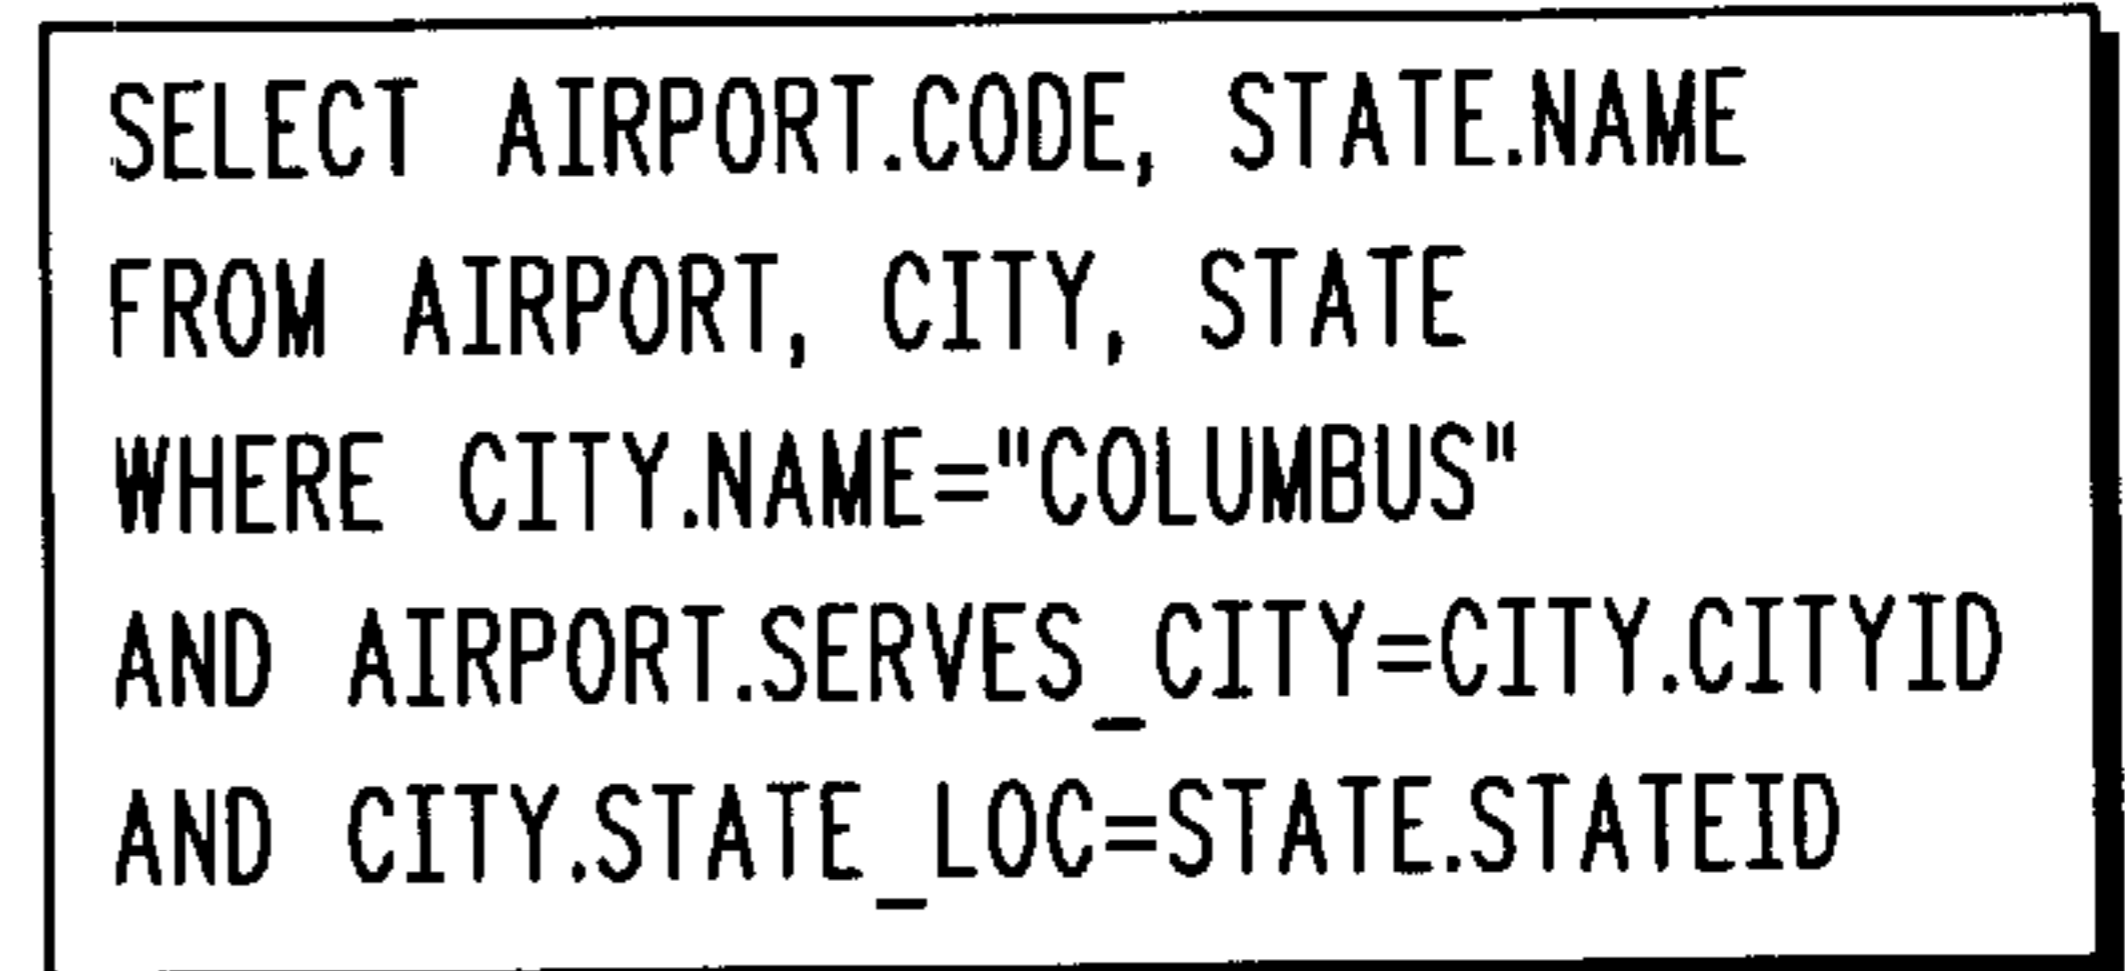 SELECT AIRPORT.CODE, STATE.NAME
FROM AIRPORT, CITY, STATE
WHERE CITY.NAME="COLUMBUS"
AND AIRPORT.SERVES_CITY=CITY.CITYID
AND CITY.STATE_LOC=STATE.STATEID